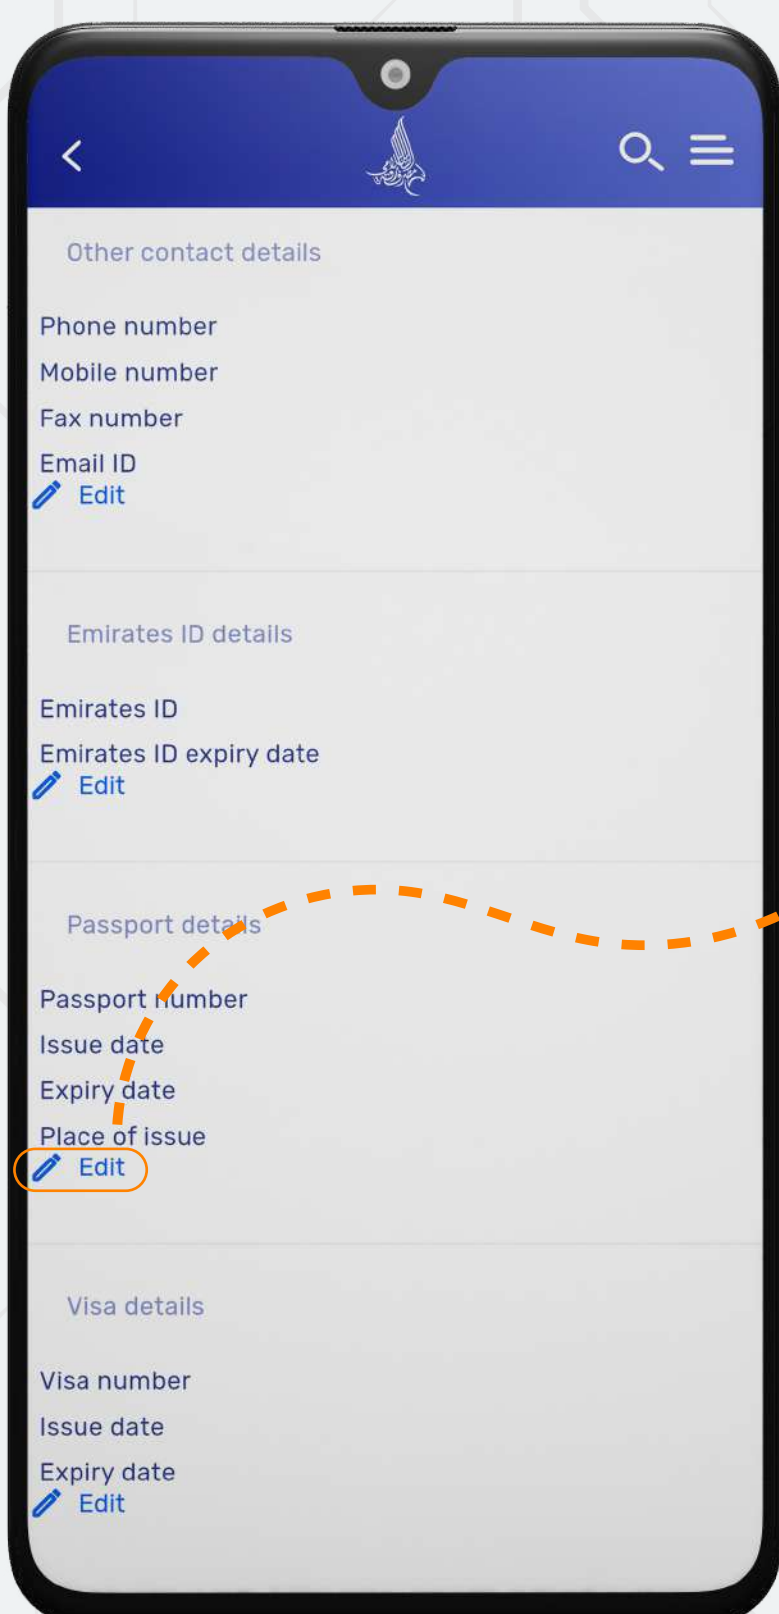 Other contact details
Phone number
Mobile number
Fax number
Email ID
Edit
Emirates ID details
Emirates ID
Emirates ID expiry date
Edit
Passport details
Passport number
Issue date
Expiry date
Place of issue
Edit
Visa details
Visa number
Issue date
Expiry date
Edit